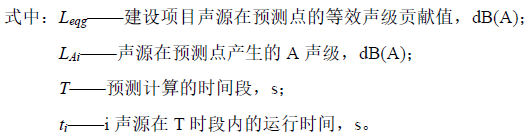 式中：Leqg——建设项目声源在预测点的等效声级贡献值，dB(A)；
LAi——声源在预测点产生的 A 声级，dB(A)；
T——预测计算的时间段，s；
ti——i 声源在 T 时段内的运行时间，s。